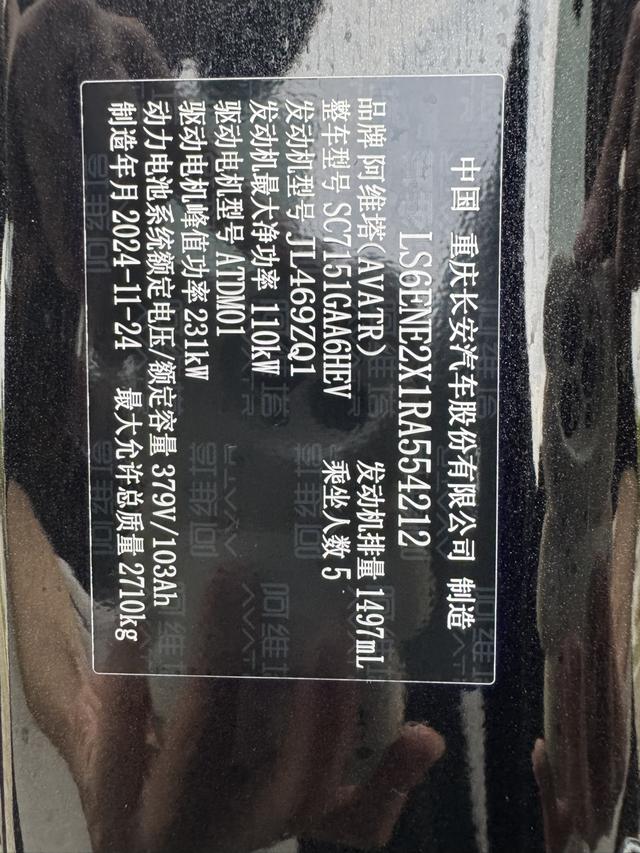 中国 重庆长安汽车股份有限公司 制造
LS6ENE2X1RA554212
品牌 阿维塔(AVATR) 发动机排量 1497mL
整车型号 SC7151GAA6HEV 乘坐人数 5
发动机型号 JL469ZQ1
发动机最大净功率 110kW
驱动电机型号 ATDM01
驱动电机峰值功率 231kW
动力电池系统额定电压/额定容量 379V/103Ah
制造年月 2024-11-24 最大允许总质量 2710kg